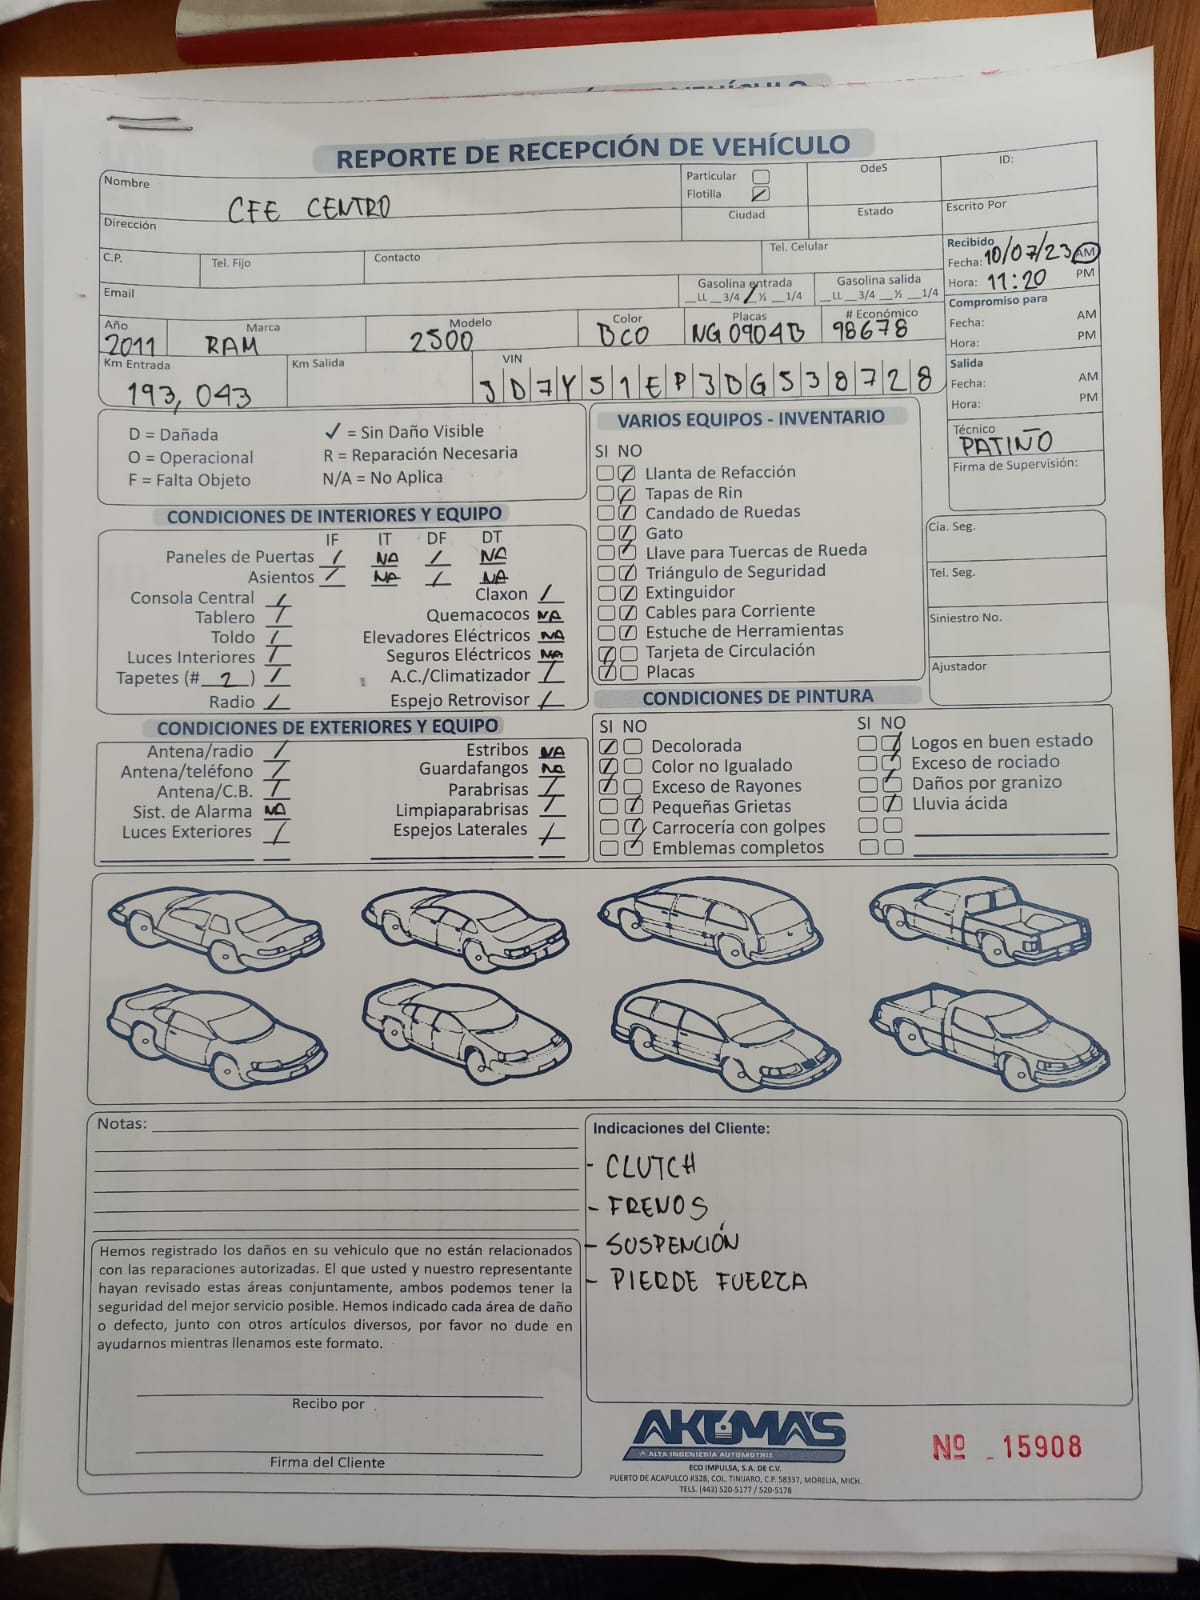 REPORTE DE RECEPCIÓN DE VEHÍCULO
Nombre
CFE CENTRO
Particular
Flotilla
OdeS
ID:
Dirección
Ciudad
Estado
Escrito Por
C.P.
Tel. Fijo
Contacto
Tel. Celular
Recibido
Fecha: 10/07/23 AM
Hora: 11:20 PM
Email
Gasolina entrada
__LL __3/4 __½ __1/4
Gasolina salida
__LL __3/4 __½ __1/4
Compromiso para
Fecha: AM
Hora: PM
Año
2011
Marca
RAM
Modelo
2500
Color
BCO
Placas
NG0904B
# Económico
98678
Km Entrada
193,043
Km Salida
VIN
3D7Y51EP3BG538728
Salida
Fecha: AM
Hora: PM
Técnico
PATIÑO
Firma de Supervisión:
D = Dañada
O = Operacional
F = Falta Objeto
✓ = Sin Daño Visible
R = Reparación Necesaria
N/A = No Aplica
CONDICIONES DE INTERIORES Y EQUIPO
IF IT DF DT
Paneles de Puertas / NA / NA
Asientos / NA / NA
Consola Central /
Tablero /
Toldo /
Luces Interiores /
Tapetes (# 2 ) /
Radio /
Claxon /
Quemacocos NA
Elevadores Eléctricos NA
Seguros Eléctricos NA
A.C./Climatizador /
Espejo Retrovisor /
CONDICIONES DE EXTERIORES Y EQUIPO
Antena/radio /
Antena/teléfono /
Antena/C.B. /
Sist. de Alarma NA
Luces Exteriores /
Estribos NA
Guardafangos NA
Parabrisas /
Limpiaparabrisas /
Espejos Laterales /
VARIOS EQUIPOS - INVENTARIO
SI NO
Llanta de Refacción
Tapas de Rin
Candado de Ruedas
Gato
Llave para Tuercas de Rueda
Triángulo de Seguridad
Extinguidor
Cables para Corriente
Estuche de Herramientas
Tarjeta de Circulación
Placas
Cía. Seg.
Tel. Seg.
Siniestro No.
Ajustador
CONDICIONES DE PINTURA
SI NO
Decolorada
Color no Igualado
Exceso de Rayones
Pequeñas Grietas
Carrocería con golpes
Emblemas completos
SI NO
Logos en buen estado
Exceso de rociado
Daños por granizo
Lluvia ácida
Notas:
Hemos registrado los daños en su vehiculo que no están relacionados
con las reparaciones autorizadas. El que usted y nuestro representante
hayan revisado estas áreas conjuntamente, ambos podemos tener la
seguridad del mejor servicio posible. Hemos indicado cada área de daño
o defecto, junto con otros artículos diversos, por favor no dude en
ayudarnos mientras llenamos este formato.
Recibo por
Firma del Cliente
Indicaciones del Cliente:
- CLUTCH
- FRENOS
- SUSPENCIÓN
- PIERDE FUERZA
AKUMA'S
ALTA INGENIERÍA AUTOMOTRIZ
ECO IMPULSA, S.A. DE C.V.
PUERTO DE ACAPULCO #328, COL. TINIJARO, C.P. 58337, MORELIA, MICH.
TELS. (443) 520-5177 / 520-5178
Nº 15908